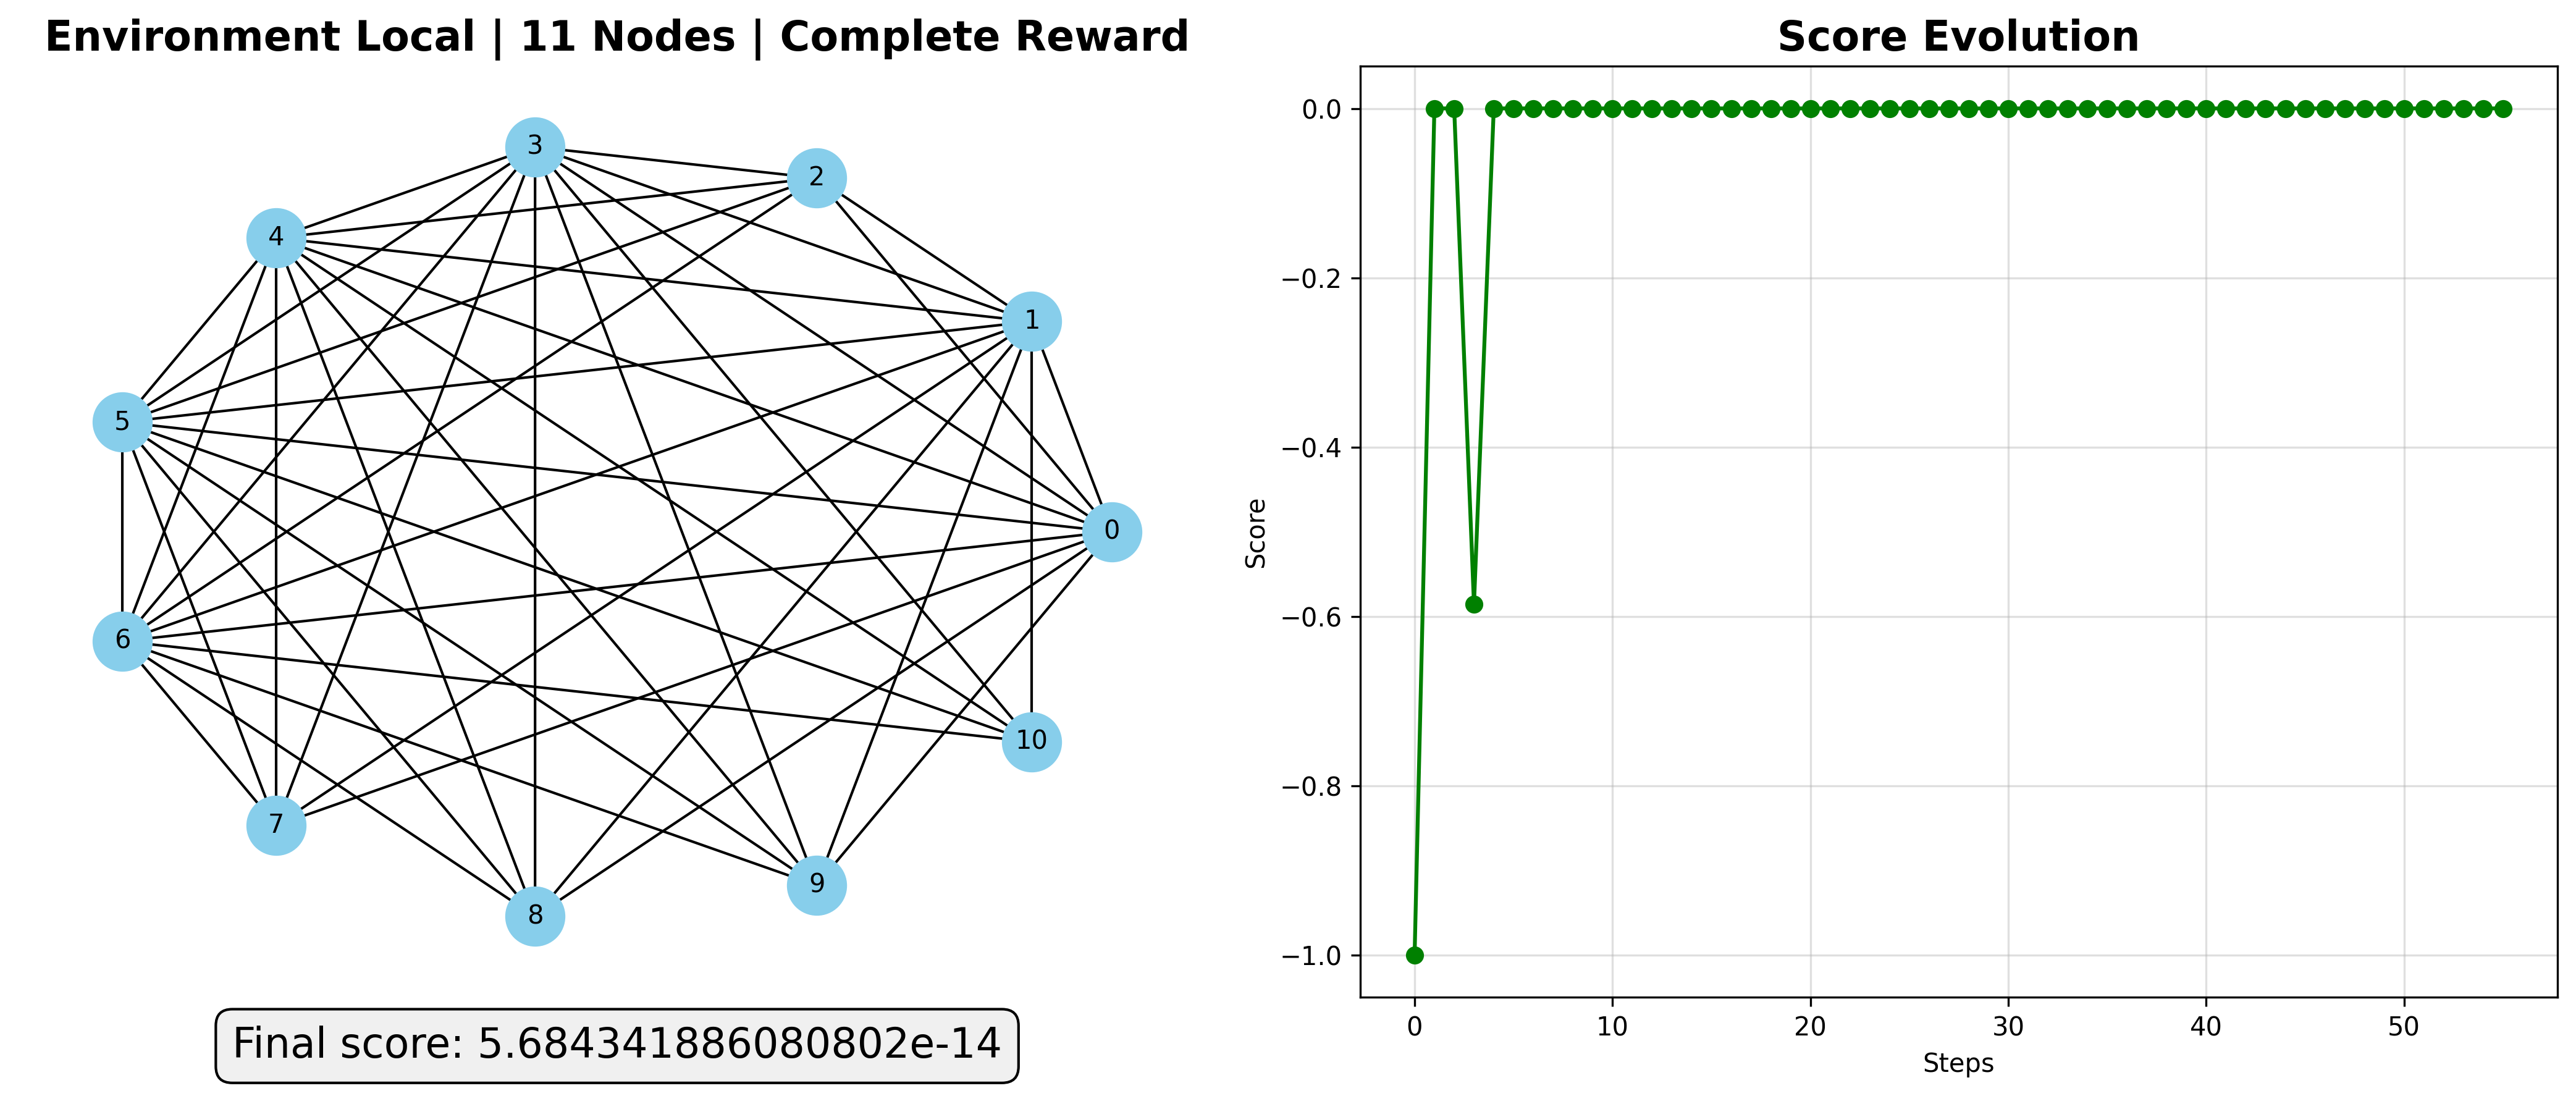 Environment Local | 11 Nodes | Complete Reward
3
2
4
1
5
0
6
10
7
9
8
Final score: 5.684341886080802e-14
Score Evolution
0.0
−0.2
−0.4
−0.6
−0.8
−1.0
Score
0 10 20 30 40 50
Steps